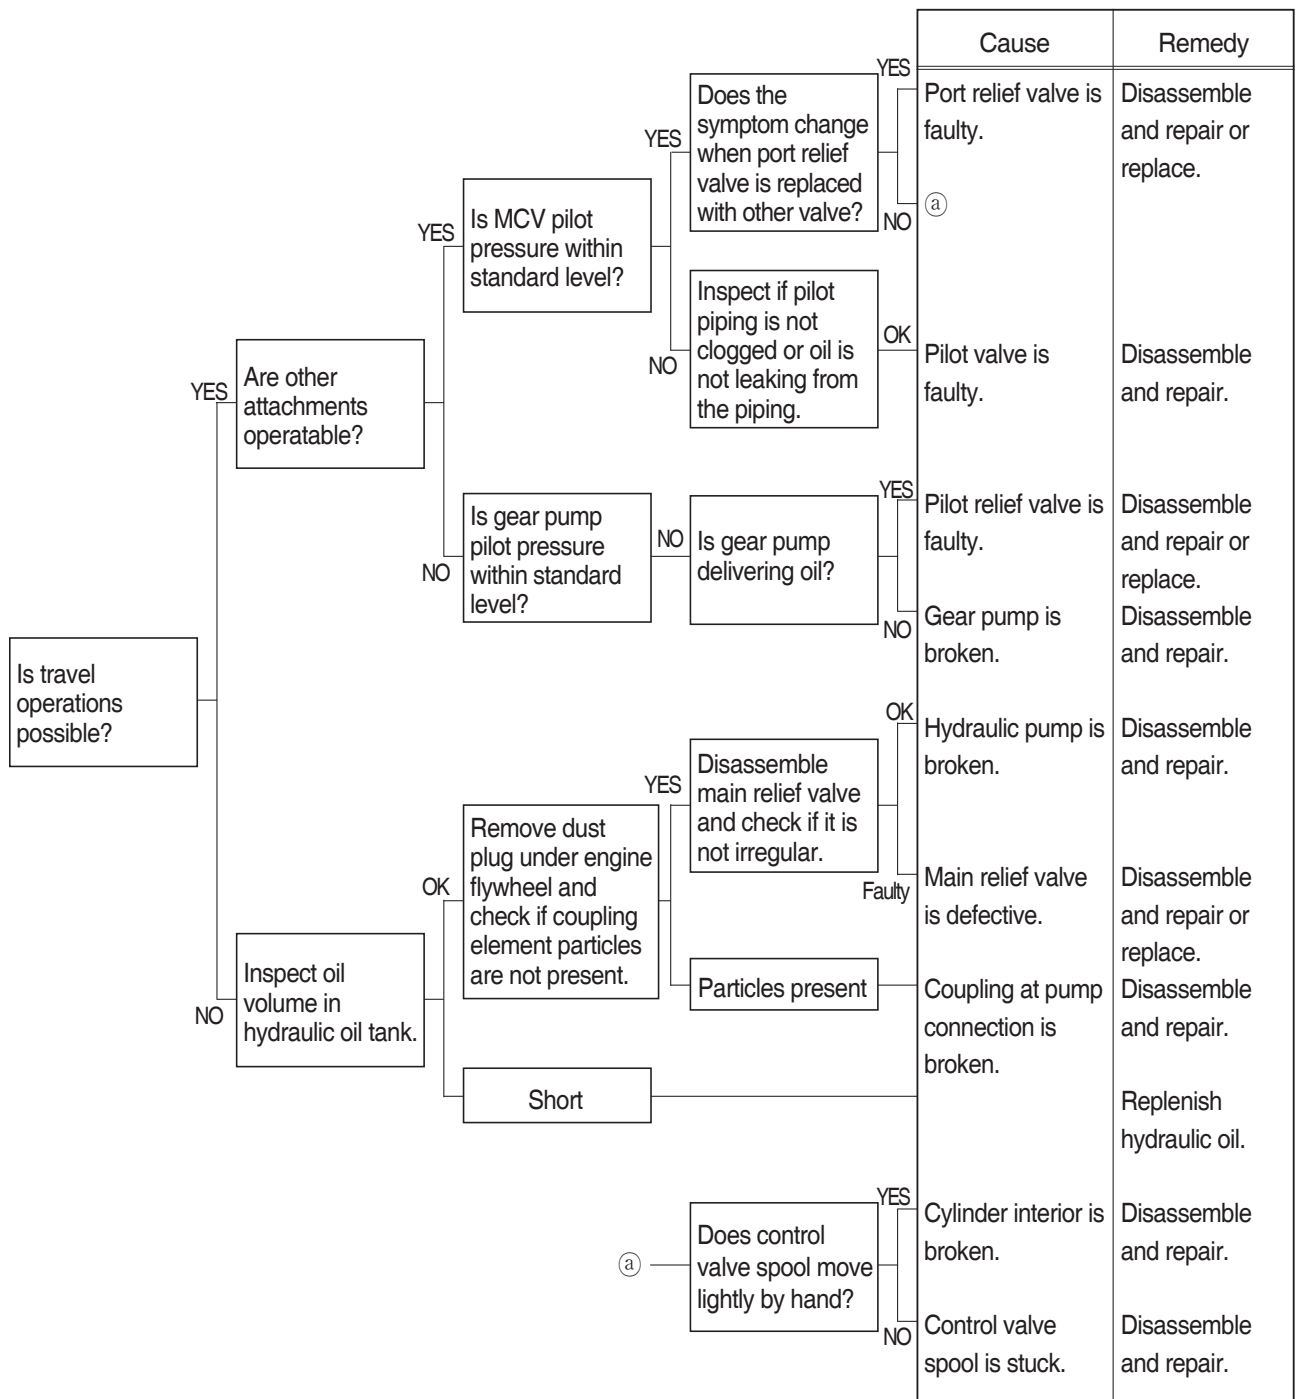 Cause
Remedy
YES
Does the
symptom change
when port relief
valve is replaced
with other valve?
Port relief valve is
faulty.
Disassemble
and repair or
replace.
YES
NO
ⓐ
YES
Is MCV pilot
pressure within
standard level?
Inspect if pilot
piping is not
clogged or oil is
not leaking from
the piping.
NO
OK
Pilot valve is
faulty.
Disassemble
and repair.
YES
Are other
attachments
operatable?
Is gear pump
pilot pressure
within standard
level?
NO
NO
Is gear pump
delivering oil?
YES
Pilot relief valve is
faulty.
Disassemble
and repair or
replace.
NO
Gear pump is
broken.
Disassemble
and repair.
Is travel
operations
possible?
OK
Hydraulic pump is
broken.
Disassemble
and repair.
YES
Disassemble
main relief valve
and check if it is
not irregular.
Remove dust
plug under engine
flywheel and
check if coupling
element particles
are not present.
OK
Faulty
Main relief valve
is defective.
Disassemble
and repair or
replace.
NO
Inspect oil
volume in
hydraulic oil tank.
Particles present
Coupling at pump
connection is
broken.
Disassemble
and repair.
Short
Replenish
hydraulic oil.
ⓐ
Does control
valve spool move
lightly by hand?
YES
Cylinder interior is
broken.
Disassemble
and repair.
NO
Control valve
spool is stuck.
Disassemble
and repair.